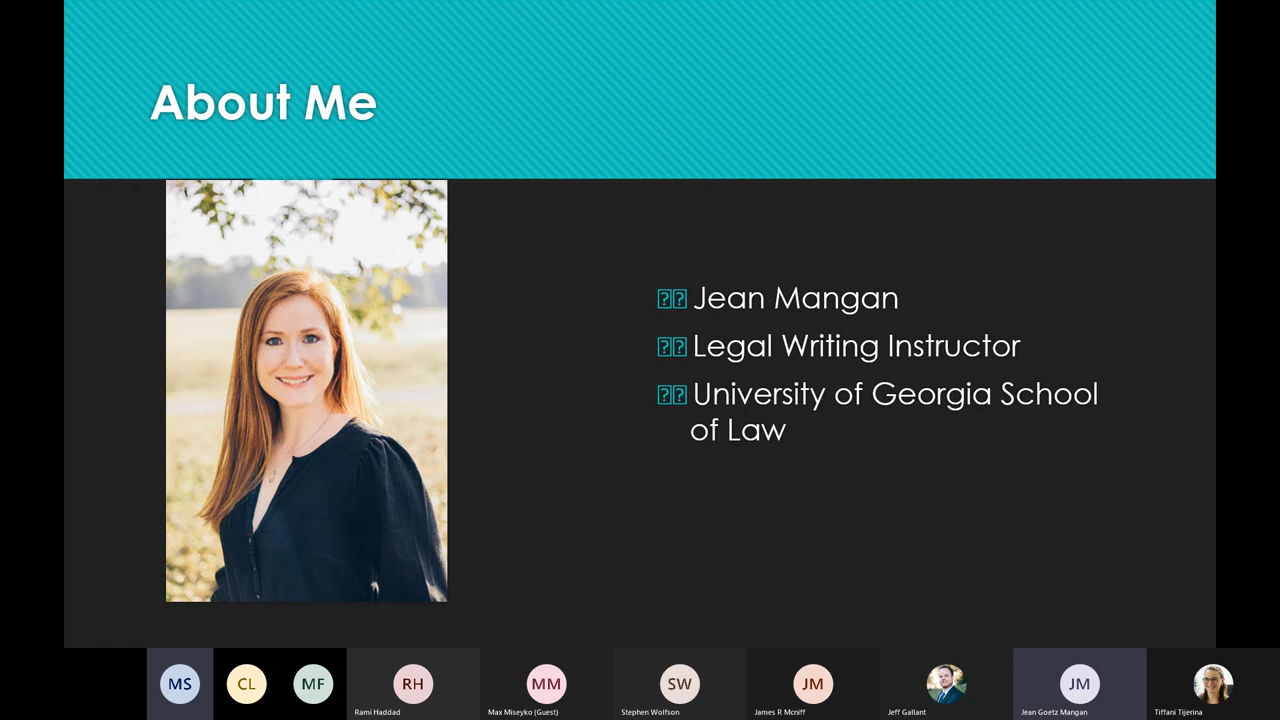 About Me
Jean Mangan
Legal Writing Instructor
University of Georgia School
of Law
MS
CL
MF
RH
MM
SW
JM
JM
Rami Haddad
Max Miseyko (Guest)
Stephen Wolfson
James R Mcniff
Jeff Gallant
Jean Goetz Mangan
Tiffani Tijerina